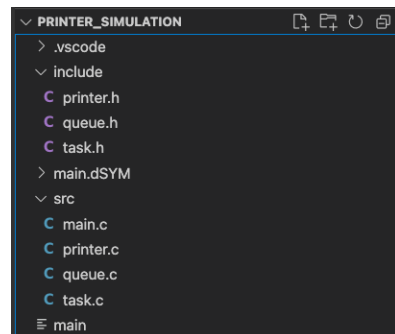 PRINTER_SIMULATION
.vscode
include
C printer.h
C queue.h
C task.h
main.dSYM
src
C main.c
C printer.c
C queue.c
C task.c
main